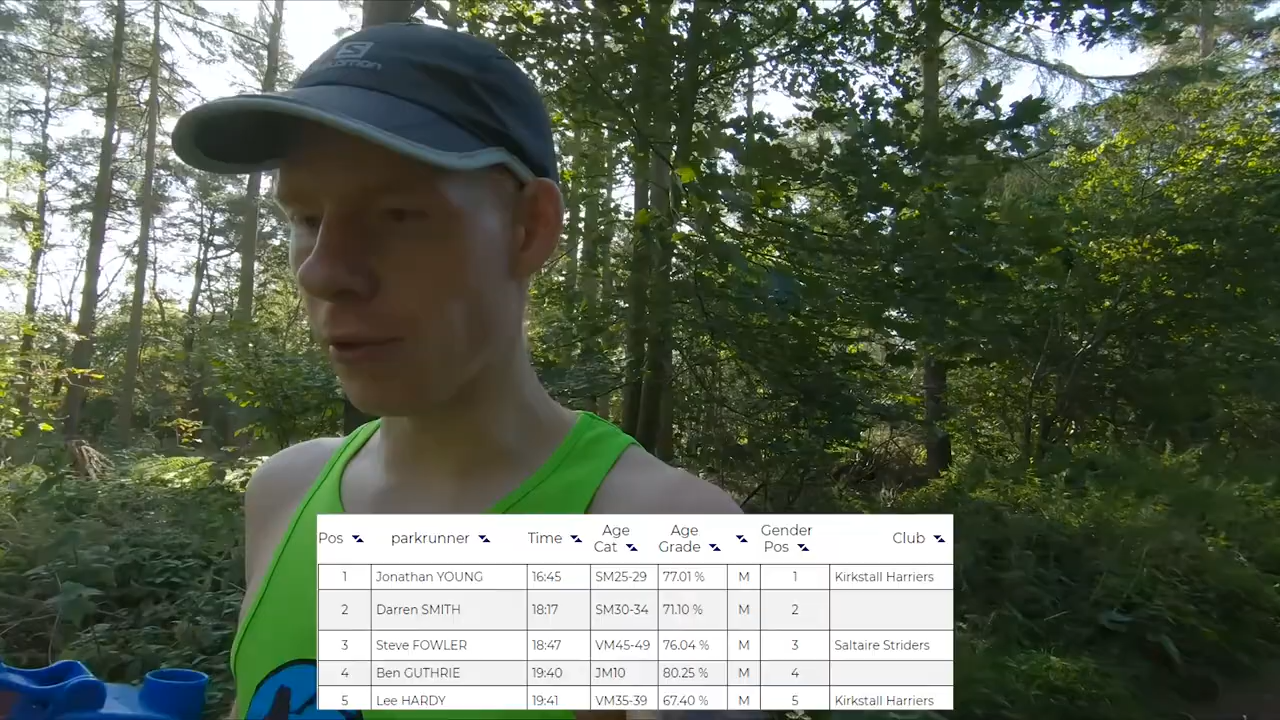 S
salomon
Pos parkrunner Time Age Cat Age Grade Gender Pos Club
1 Jonathan YOUNG 16:45 SM25-29 77.01 % M 1 Kirkstall Harriers
2 Darren SMITH 18:17 SM30-34 71.10 % M 2
3 Steve FOWLER 18:47 VM45-49 76.04 % M 3 Saltaire Striders
4 Ben GUTHRIE 19:40 JM10 80.25 % M 4
5 Lee HARDY 19:41 VM35-39 67.40 % M 5 Kirkstall Harriers